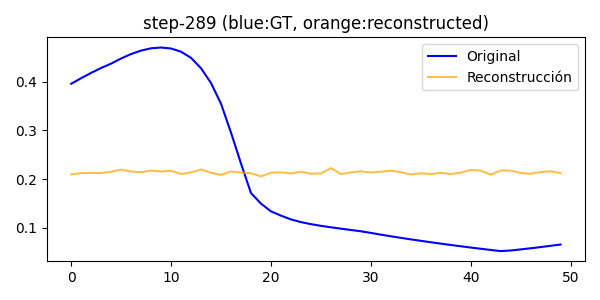 step-289 (blue:GT, orange:reconstructed)
Original
Reconstrucción
0.4
0.3
0.2
0.1
0 10 20 30 40 50